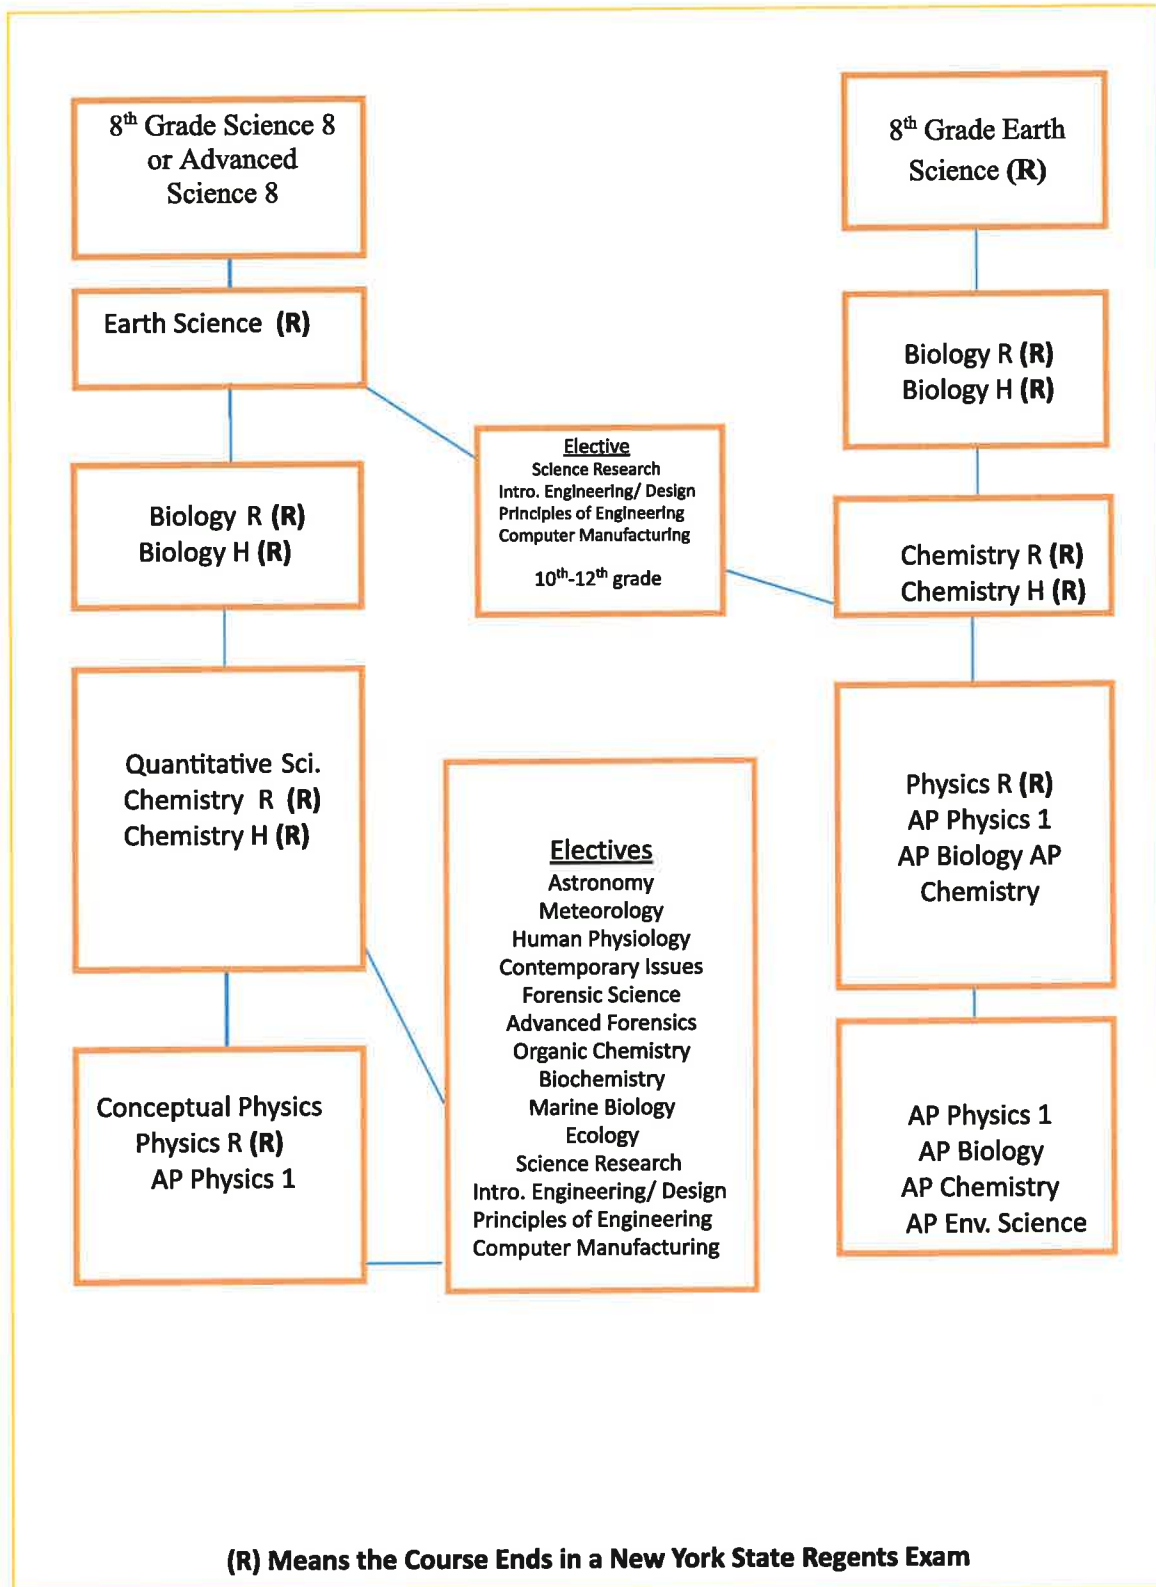 8th Grade Science 8
or Advanced
Science 8
Earth Science (R)
Biology R (R)
Biology H (R)
Quantitative Sci.
Chemistry R (R)
Chemistry H (R)
Conceptual Physics
Physics R (R)
AP Physics 1
Elective
Science Research
Intro. Engineering/ Design
Principles of Engineering
Computer Manufacturing
10th-12th grade
Electives
Astronomy
Meteorology
Human Physiology
Contemporary Issues
Forensic Science
Advanced Forensics
Organic Chemistry
Biochemistry
Marine Biology
Ecology
Science Research
Intro. Engineering/ Design
Principles of Engineering
Computer Manufacturing
8th Grade Earth
Science (R)
Biology R (R)
Biology H (R)
Chemistry R (R)
Chemistry H (R)
Physics R (R)
AP Physics 1
AP Biology AP
Chemistry
AP Physics 1
AP Biology
AP Chemistry
AP Env. Science
(R) Means the Course Ends in a New York State Regents Exam